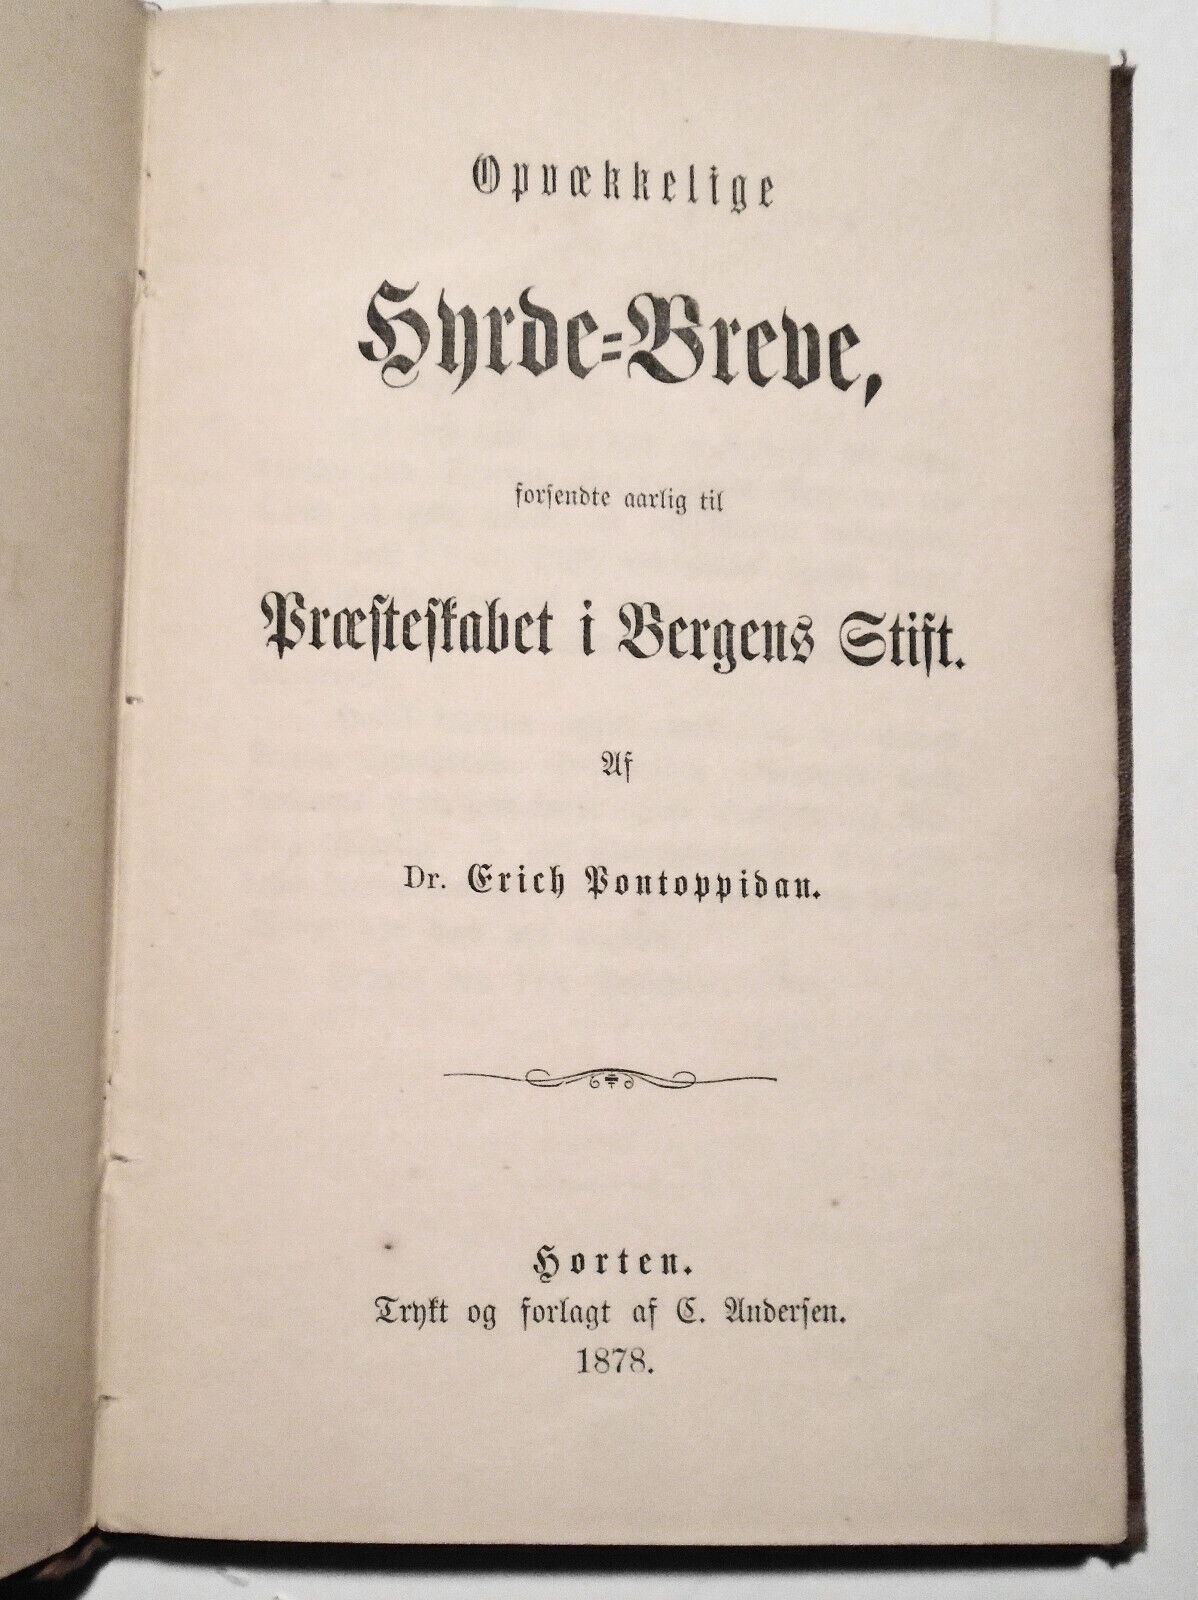 Opvækkelige
Hyrde-Breve,
forsendte aarlig til
Præsteskabet i Bergens Stift.
Af
Dr. Erich Pontoppidan.
Horten.
Trykt og forlagt af C. Andersen.
1878.